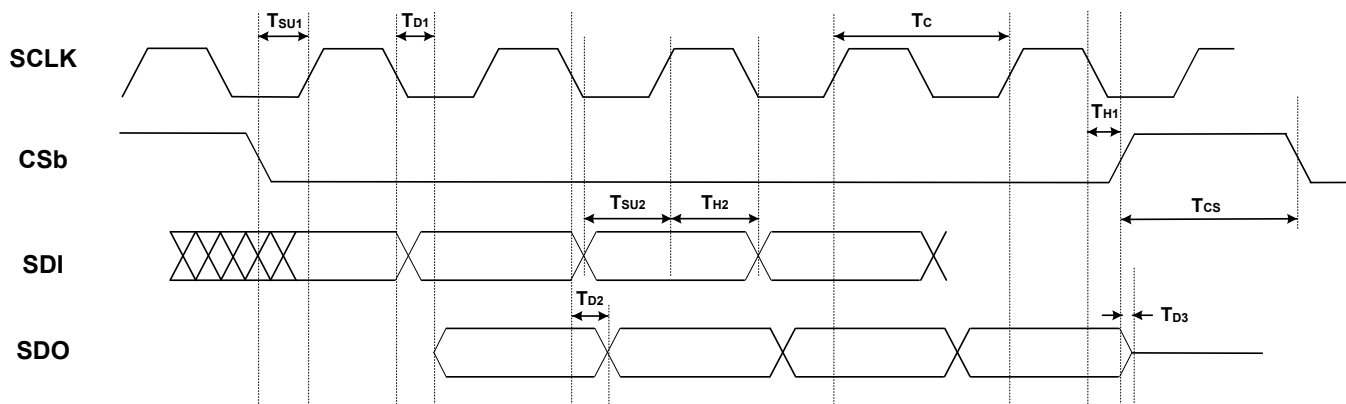 TSU1
TD1
TC
SCLK
TH1
CSb
TSU2
TH2
TCS
SDI
TD2
TD3
SDO